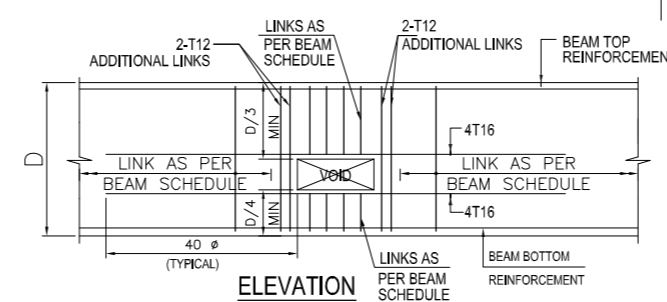 2-T12
ADDITIONAL LINKS
LINKS AS
PER BEAM
SCHEDULE
2-T12
ADDITIONAL LINKS
BEAM TOP
REINFORCEMEN
D
D/3
MIN
4T16
LINK AS PER
BEAM SCHEDULE
VOID
LINK AS PER
BEAM SCHEDULE
D/4
MIN
4T16
40 ø
(TYPICAL)
LINKS AS
PER BEAM
SCHEDULE
BEAM BOTTOM
REINFORCEMENT
ELEVATION